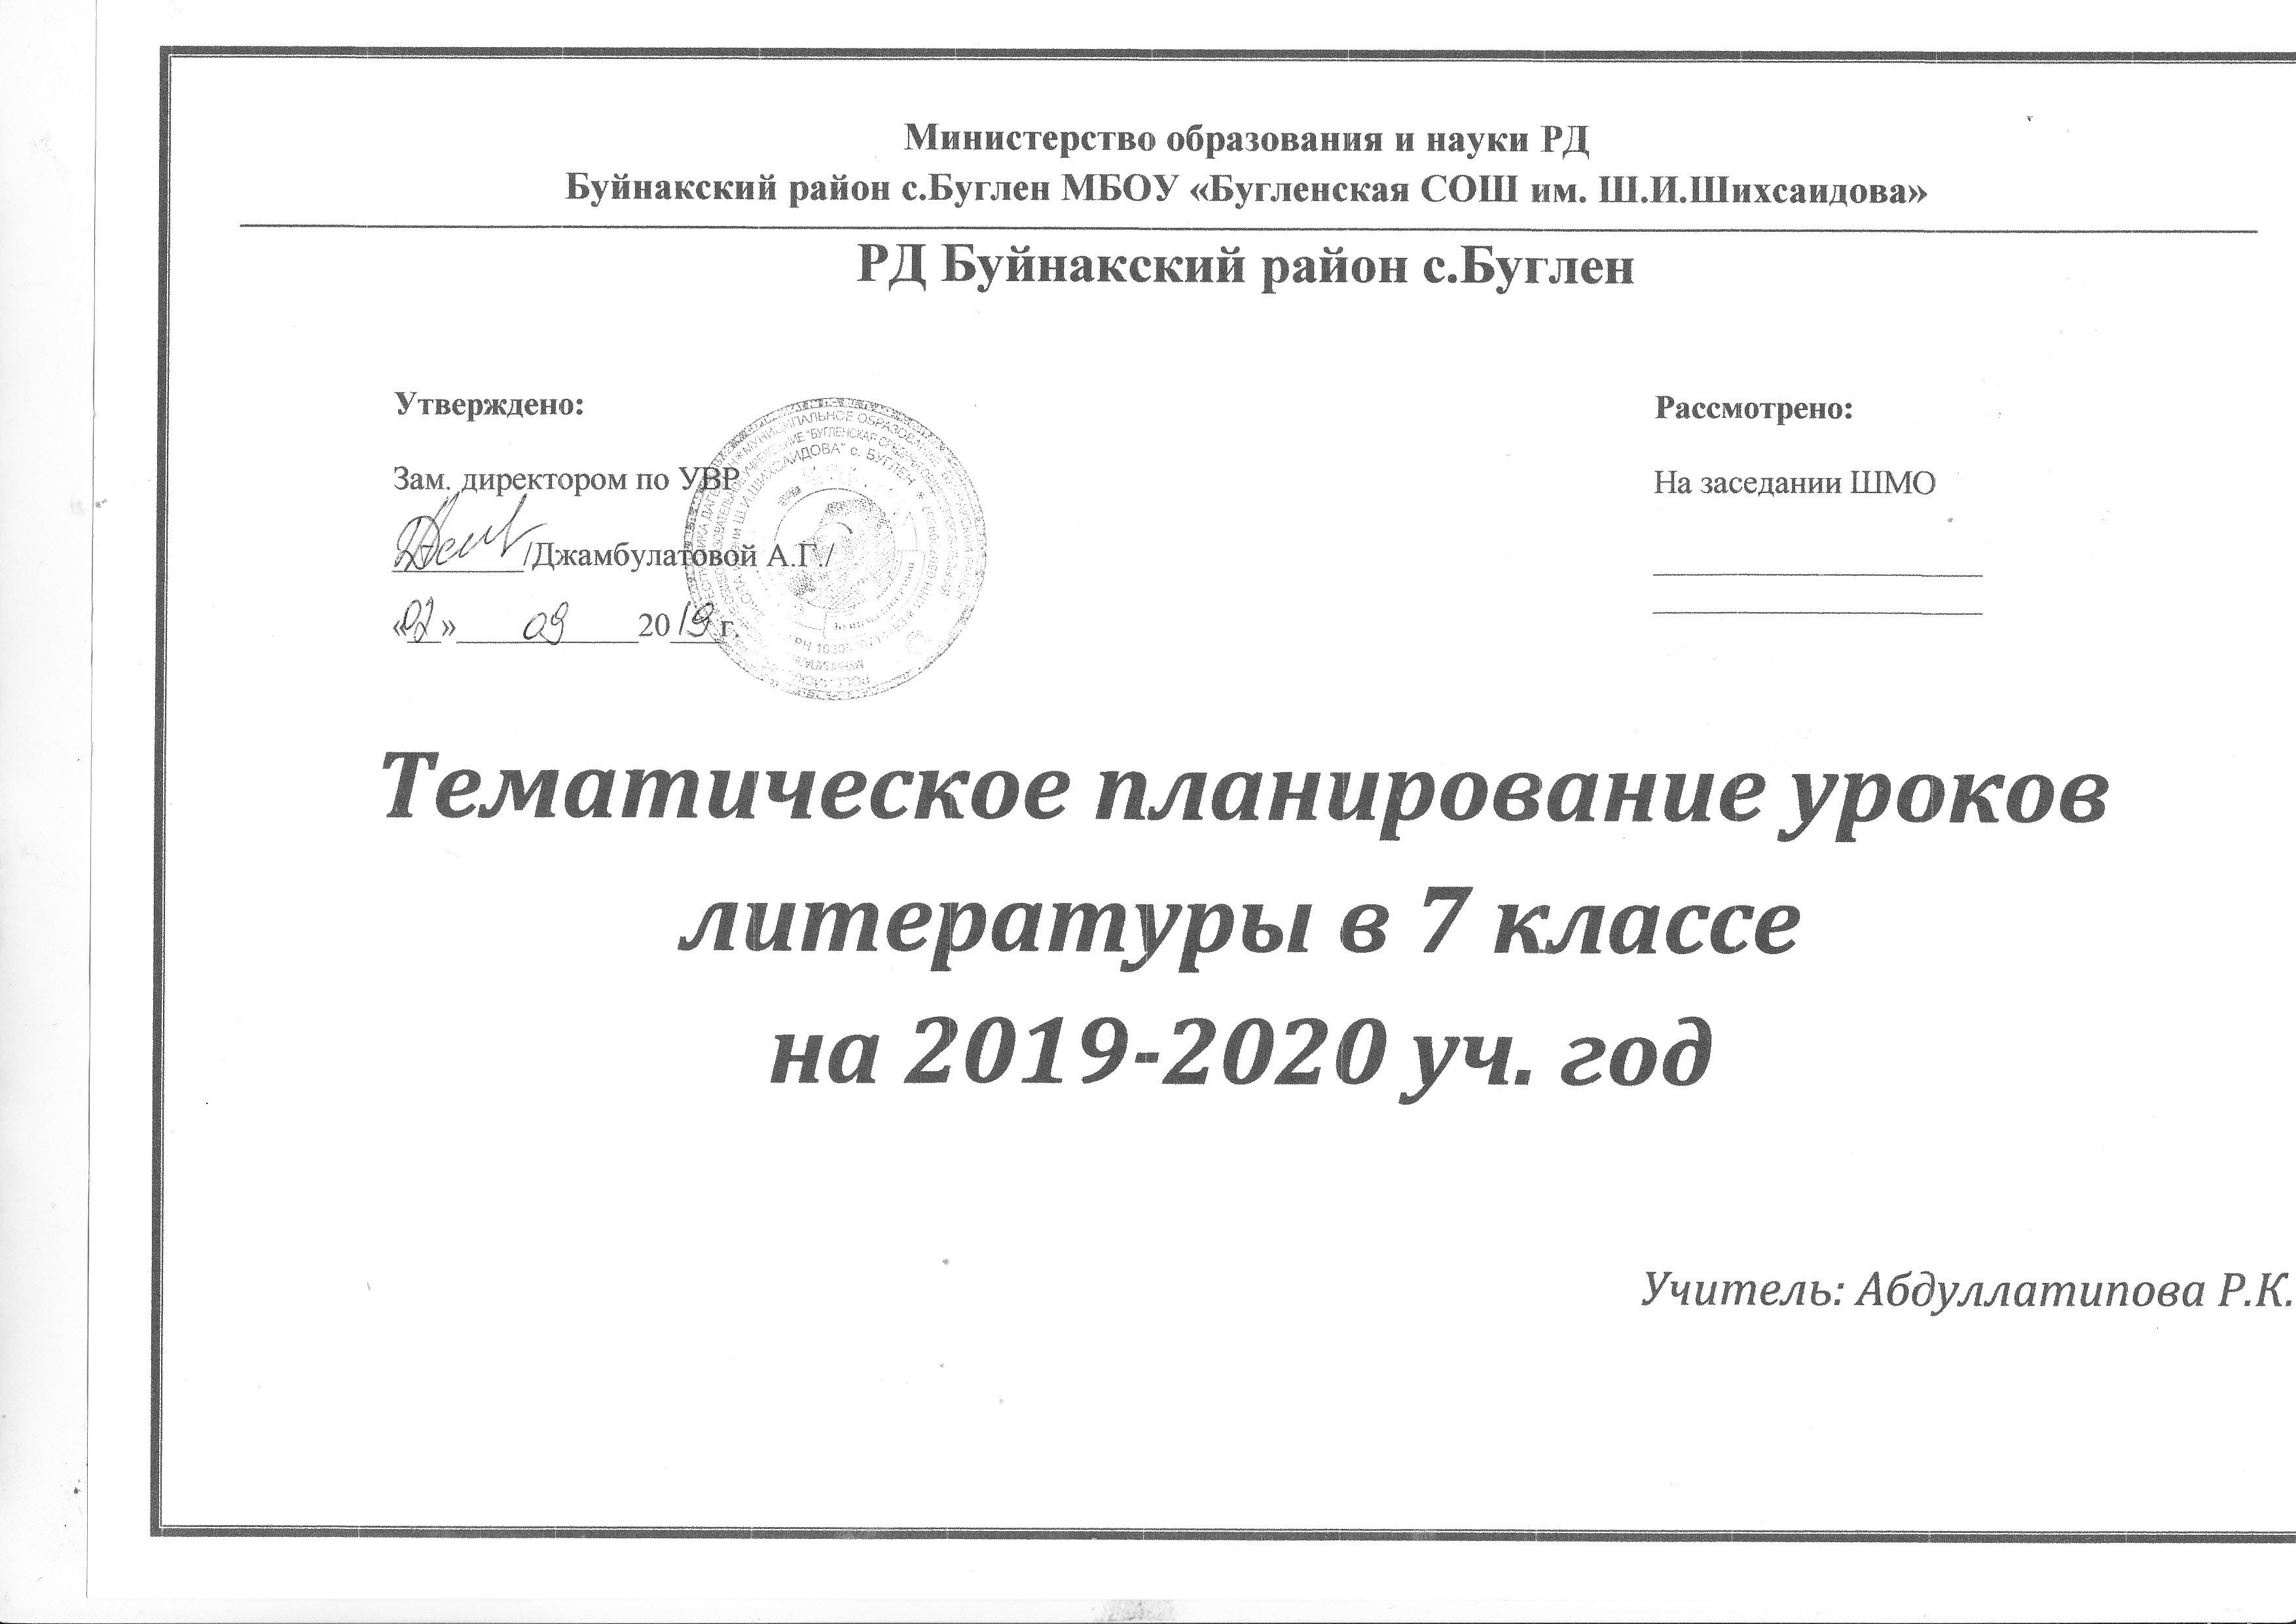 Министерство образования и науки РД
Буйнакский район с.Буглен МБОУ «Бугленская СОШ им. Ш.И.Шихсаидова»
РД Буйнакский район с.Буглен
Утверждено:
Зам. директором по УВР
/Джамбулатовой А.Г./
«02» 09 2019 г.
Рассмотрено:
На заседании ШМО
Тематическое планирование уроков
литературы в 7 классе
на 2019-2020 уч. год
Учитель: Абдуллатипова Р.К.